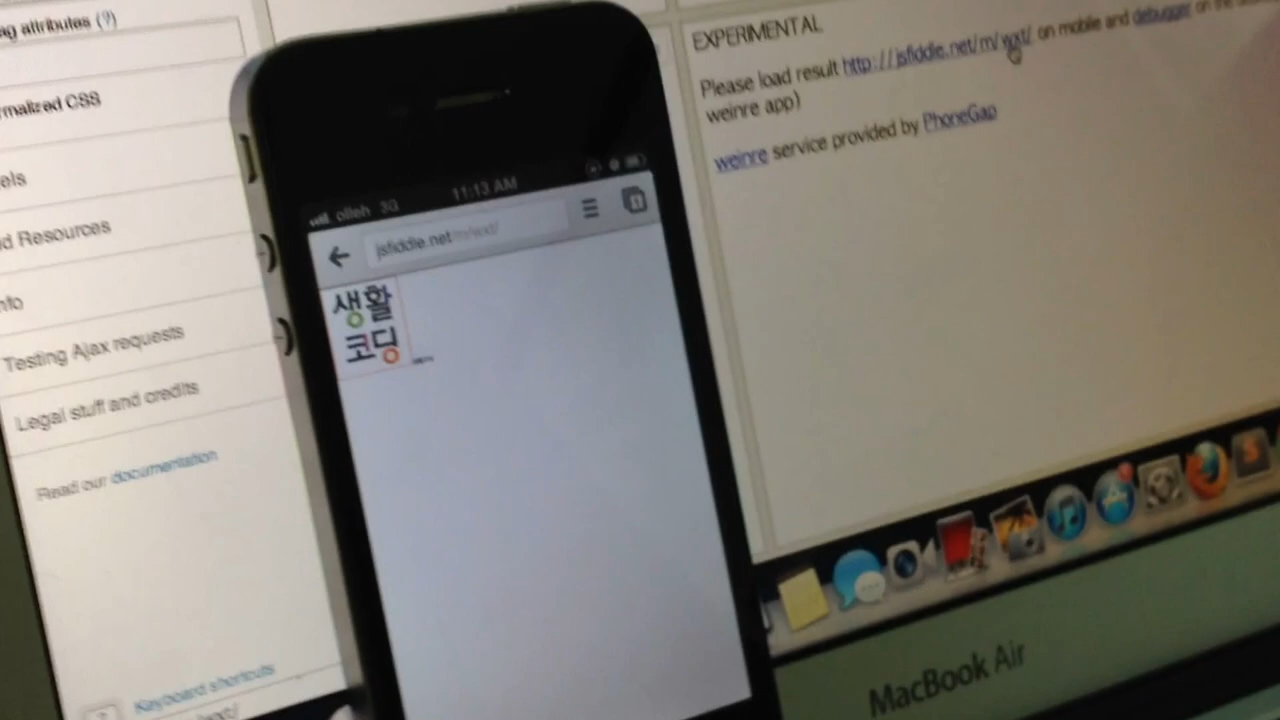 ag attributes (?)
rmalized CSS
els
d Resources
nfo
Testing Ajax requests
Legal stuff and credits
Read our documentation
Keyboard shortcuts
olleh 3G 11:13 AM
jsfiddle.net/m/wxt/
생활
코딩
EXPERIMENTAL
Please load result http://jsfiddle.net/m/wxt/ on mobile and debugger on the
weinre app)
weinre service provided by PhoneGap
MacBook Air